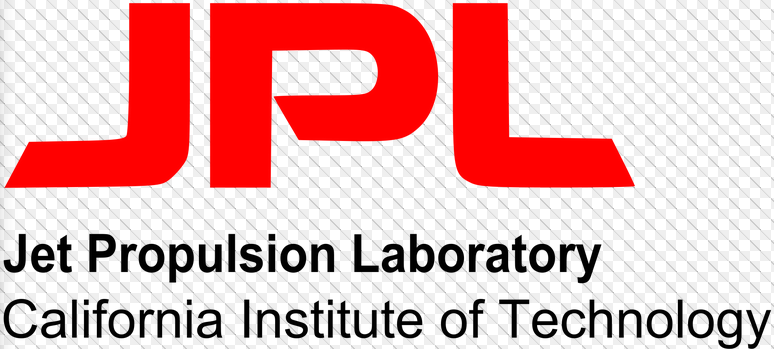 JPL
Jet Propulsion Laboratory
California Institute of Technology